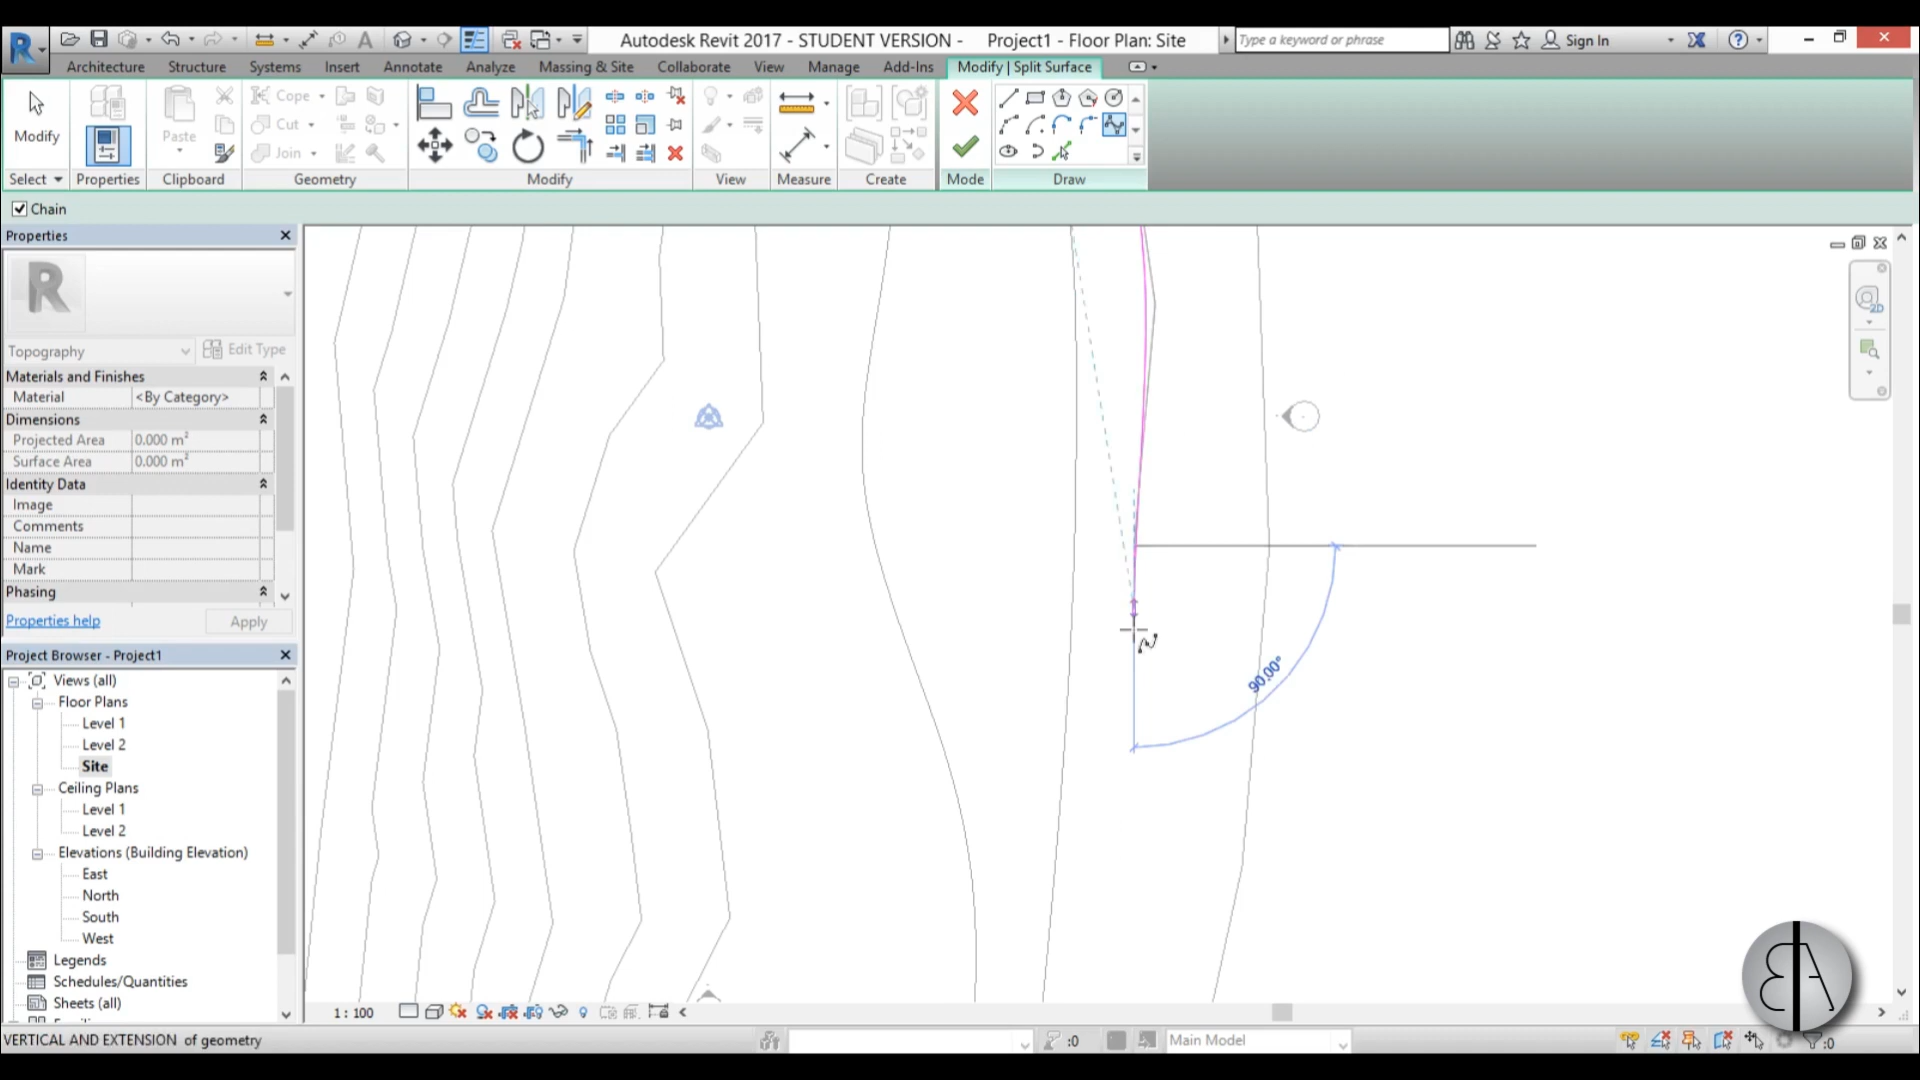 Autodesk Revit 2017 - STUDENT VERSION - Project1 - Floor Plan: Site
Type a keyword or phrase
Sign In
Architecture Structure Systems Insert Annotate Analyze Massing & Site Collaborate View Manage Add-Ins Modify | Split Surface
Modify
Paste
Cope
Cut
Join
Select Properties Clipboard Geometry Modify View Measure Create Mode Draw
Chain
Properties
R
Topography
Edit Type
Materials and Finishes
Material <By Category>
Dimensions
Projected Area 0.000 m²
Surface Area 0.000 m²
Identity Data
Image
Comments
Name
Mark
Phasing
Properties help
Apply
Project Browser - Project1
Views (all)
Floor Plans
Level 1
Level 2
Site
Ceiling Plans
Level 1
Level 2
Elevations (Building Elevation)
East
North
South
West
Legends
Schedules/Quantities
Sheets (all)
2D
90.00°
1 : 100
VERTICAL AND EXTENSION of geometry
:0
Main Model
:0